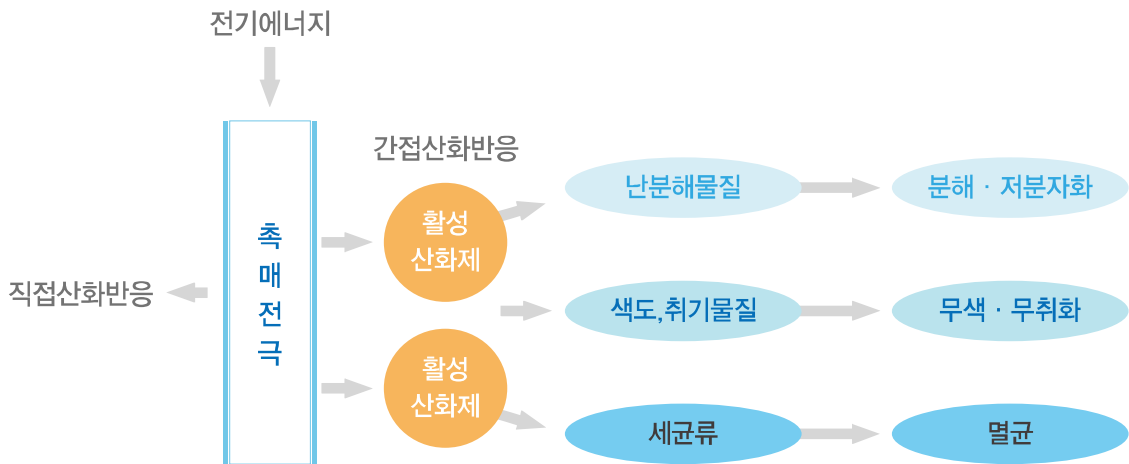 전기에너지
간접산화반응
직접산화반응
촉
매
전
극
활성
산화제
활성
산화제
난분해물질
분해 · 저분자화
색도,취기물질
무색 · 무취화
세균류
멸균